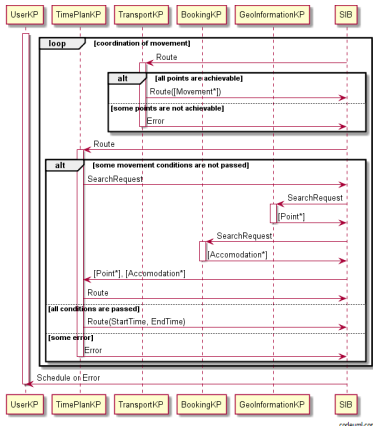 UserKP TimePlanKP TransportKP BookingKP GeoInformationKP SIB
loop [coordination of movement]
Route
alt [all points are achievable]
Route([Movement*])
[some points are not achievable]
Error
Route
alt [some movement conditions are not passed]
SearchRequest
SearchRequest
[Point*]
SearchRequest
[Accomodation*]
[Point*], [Accomodation*]
Route
[all conditions are passed]
Route(StartTime, EndTime)
[some error]
Error
Schedule or Error
UserKP TimePlanKP TransportKP BookingKP GeoInformationKP SIB